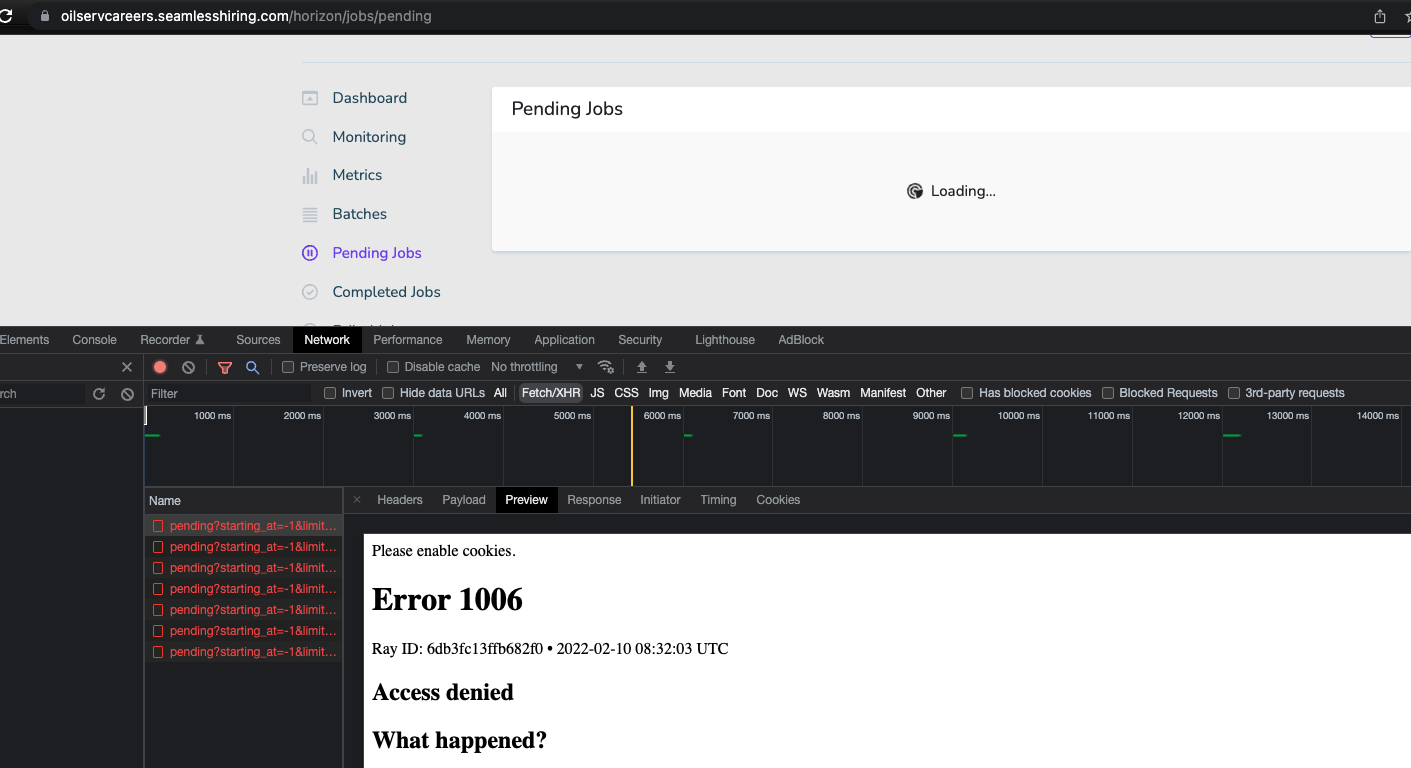 oilservcareers.seamlesshiring.com/horizon/jobs/pending
Dashboard
Monitoring
Metrics
Batches
Pending Jobs
Completed Jobs
Pending Jobs
Loading...
Elements Console Recorder Sources Network Performance Memory Application Security Lighthouse AdBlock
Preserve log Disable cache No throttling
rch
Filter Invert Hide data URLs All Fetch/XHR JS CSS Img Media Font Doc WS Wasm Manifest Other Has blocked cookies Blocked Requests 3rd-party requests
1000 ms 2000 ms 3000 ms 4000 ms 5000 ms 6000 ms 7000 ms 8000 ms 9000 ms 10000 ms 11000 ms 12000 ms 13000 ms 14000 ms
Name
Headers Payload Preview Response Initiator Timing Cookies
pending?starting_at=-1&limit...
pending?starting_at=-1&limit...
pending?starting_at=-1&limit...
pending?starting_at=-1&limit...
pending?starting_at=-1&limit...
pending?starting_at=-1&limit...
pending?starting_at=-1&limit...
Please enable cookies.
Error 1006
Ray ID: 6db3fc13ffb682f0 • 2022-02-10 08:32:03 UTC
Access denied
What happened?